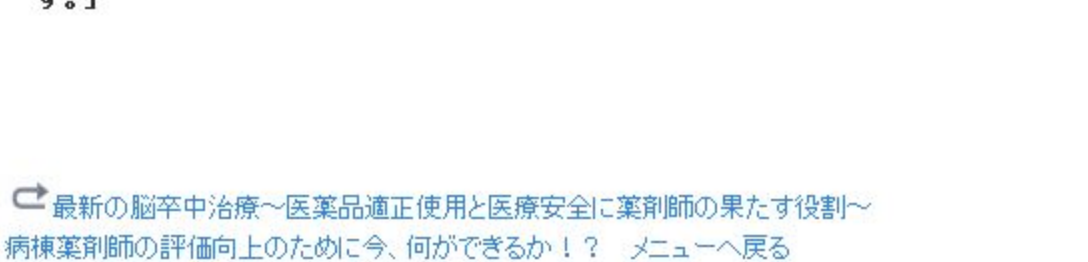 す。」
最新の脳卒中治療～医薬品適正使用と医療安全に薬剤師の果たす役割～
病棟薬剤師の評価向上のために今、何ができるか！？　メニューへ戻る